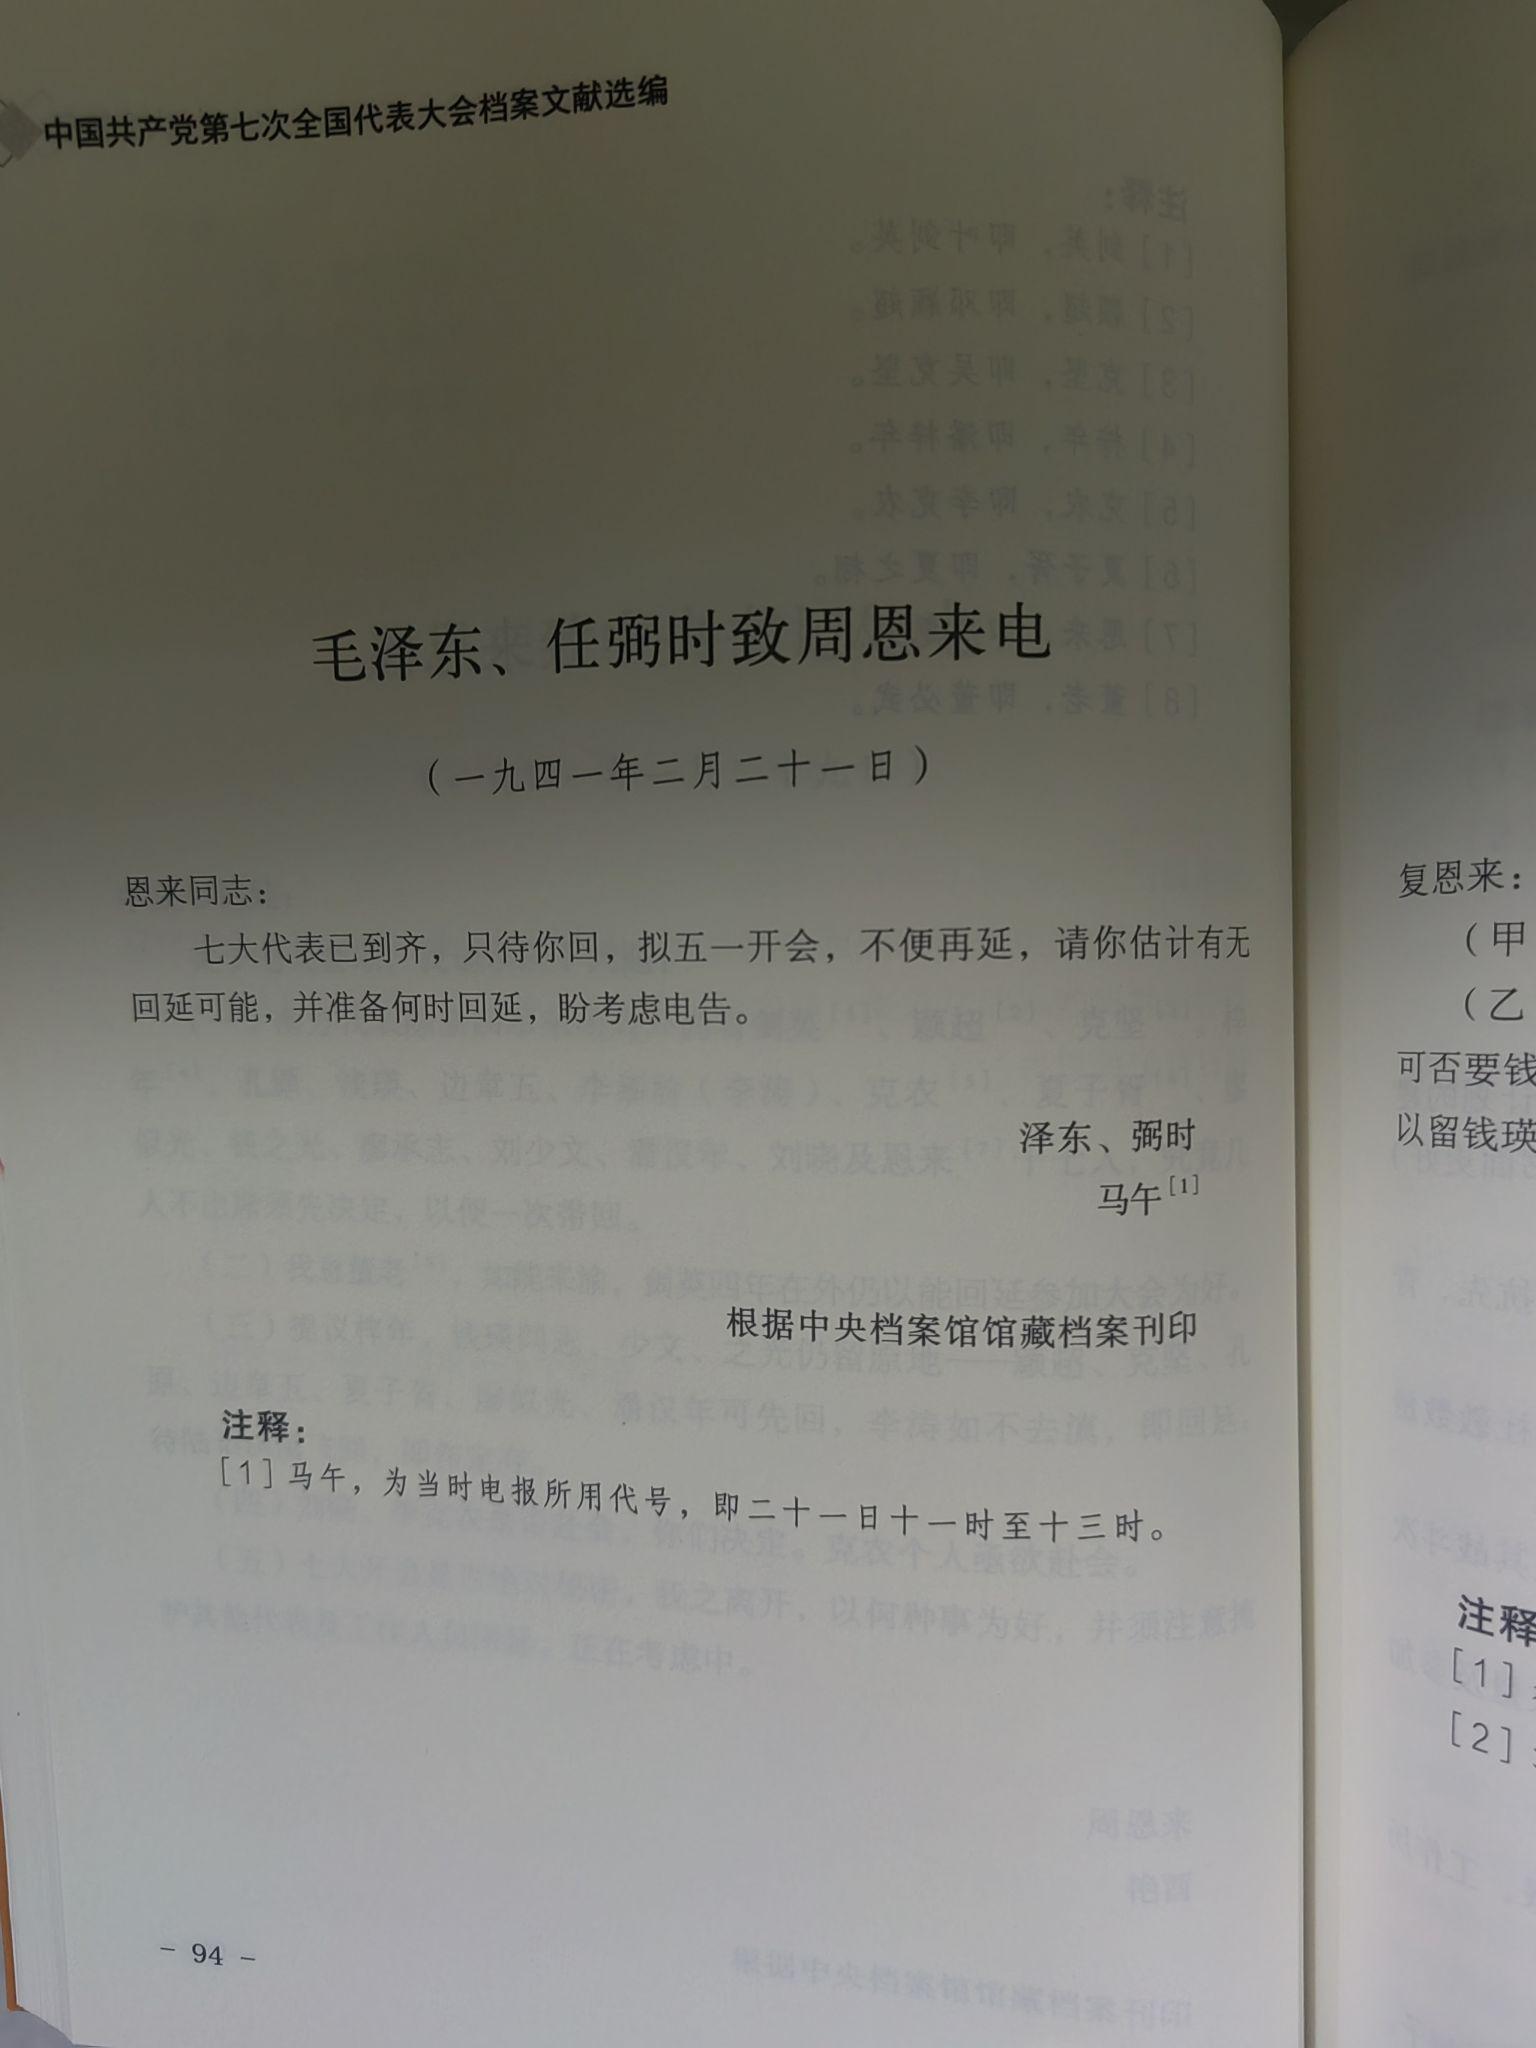 中国共产党第七次全国代表大会档案文献选编
毛泽东、任弼时致周恩来电
（一九四一年二月二十一日）
恩来同志：
七大代表已到齐，只待你回，拟五一开会，不便再延，请你估计有无
回延可能，并准备何时回延，盼考虑电告。
泽东、弼时
马午[1]
根据中央档案馆馆藏档案刊印
注释：
[1]马午，为当时电报所用代号，即二十一日十一时至十三时。
- 94 -
复恩来：
（甲
（乙
可否要钱
以留钱瑛
注释
[1]
[2]